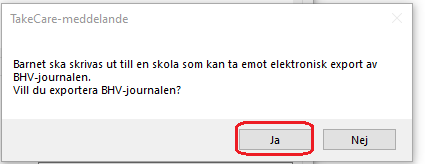 TakeCare-meddelande
Barnet ska skrivas ut till en skola som kan ta emot elektronisk export av
BHV-journalen.
Vill du exportera BHV-journalen?
Ja
Nej